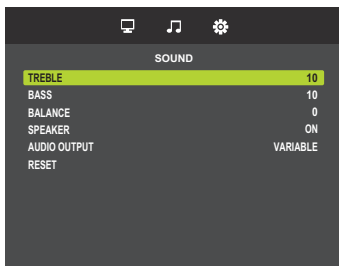 SOUND
TREBLE 10
BASS 10
BALANCE 0
SPEAKER ON
AUDIO OUTPUT VARIABLE
RESET